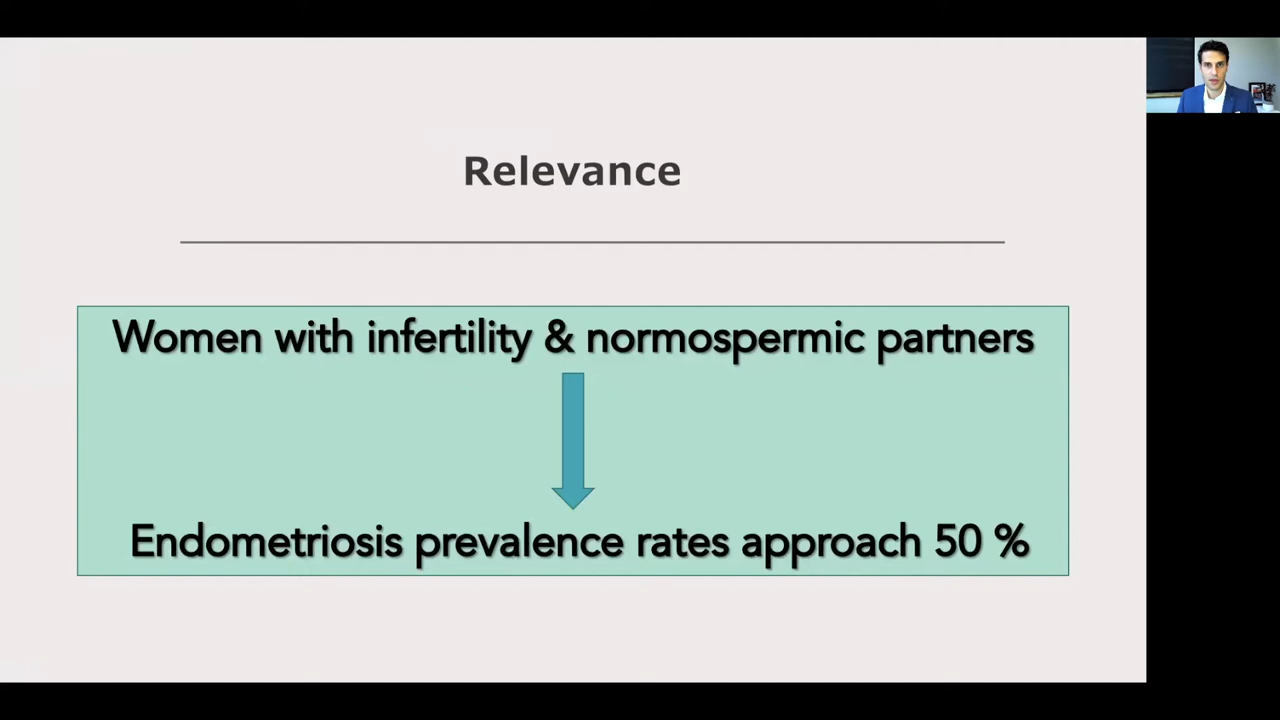 Relevance
Women with infertility & normospermic partners
Endometriosis prevalence rates approach 50 %